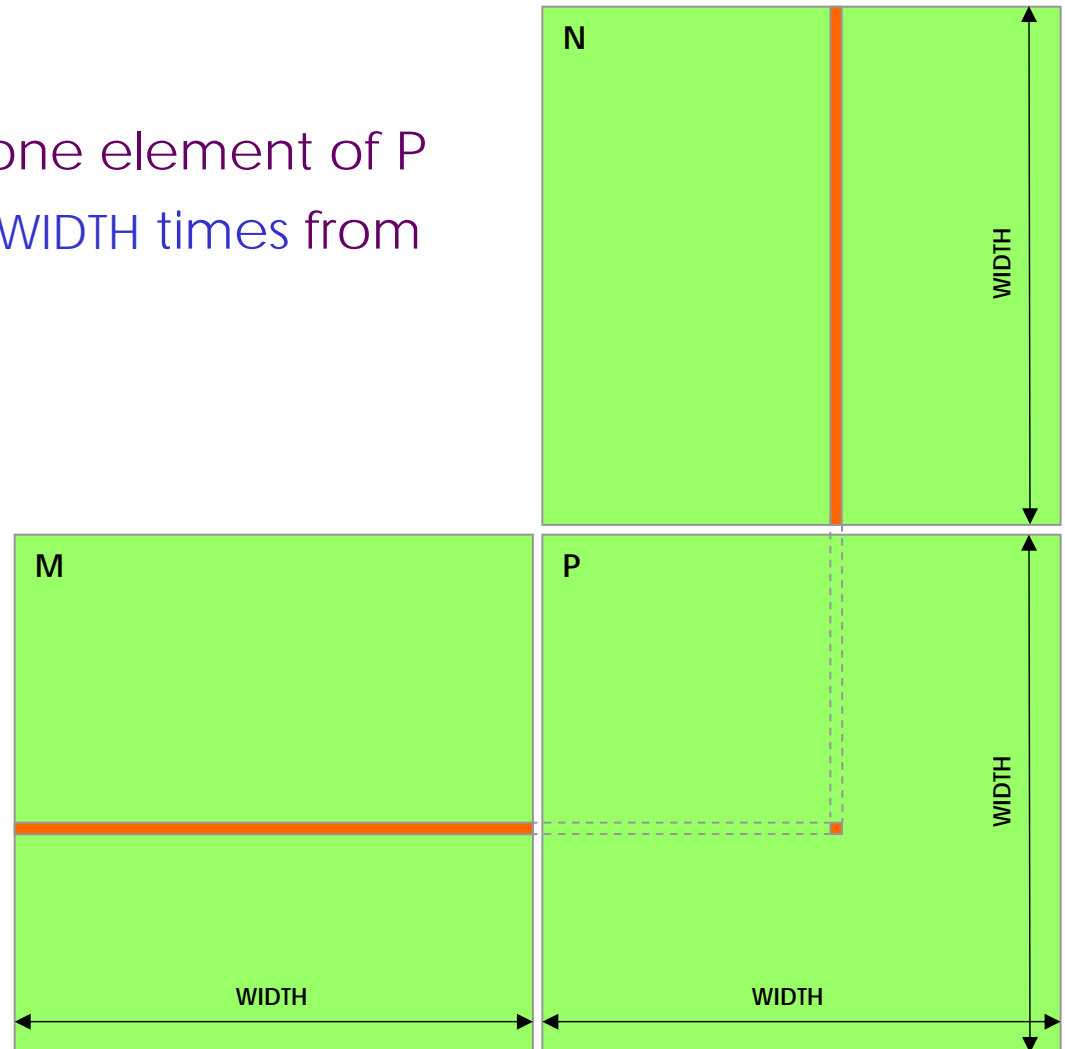 N
one element of P
WIDTH times from
WIDTH
M
P
WIDTH
WIDTH
WIDTH